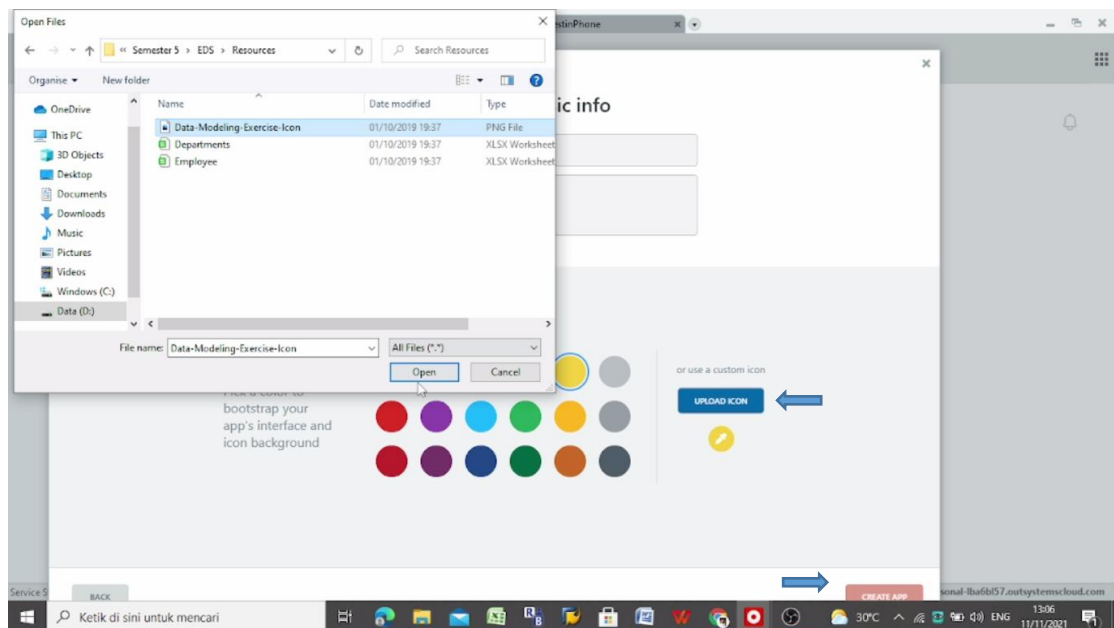 Open Files
stinPhone
« Semester 5 > EDS > Resources
Search Resources
Organise
New folder
ic info
OneDrive
This PC
3D Objects
Desktop
Documents
Downloads
Music
Pictures
Videos
Windows (C:)
Data (D:)
Name Date modified Type
Data-Modeling-Exercise-Icon 01/10/2019 19:37 PNG File
Departments 01/10/2019 19:37 XLSX Worksheet
Employee 01/10/2019 19:37 XLSX Worksheet
File name: Data-Modeling-Exercise-Icon All Files (*.*)
Open Cancel
bootstrap your
app's interface and
icon background
or use a custom icon
UPLOAD ICON
BACK
CREATE APP
Service S
sonal-lba6bl57.outsystemscloud.com
Ketik di sini untuk mencari
30°C
ENG
13:06
11/11/2021